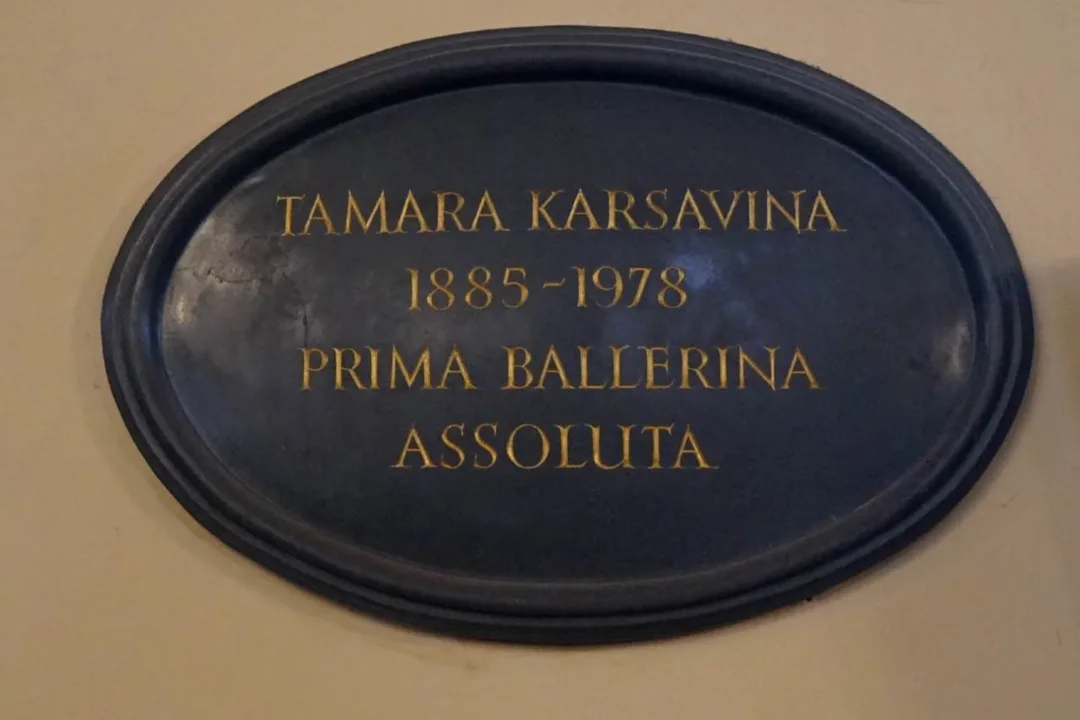 TAMARA KARSAVINA
1885-1978
PRIMA BALLERINA
ASSOLUTA